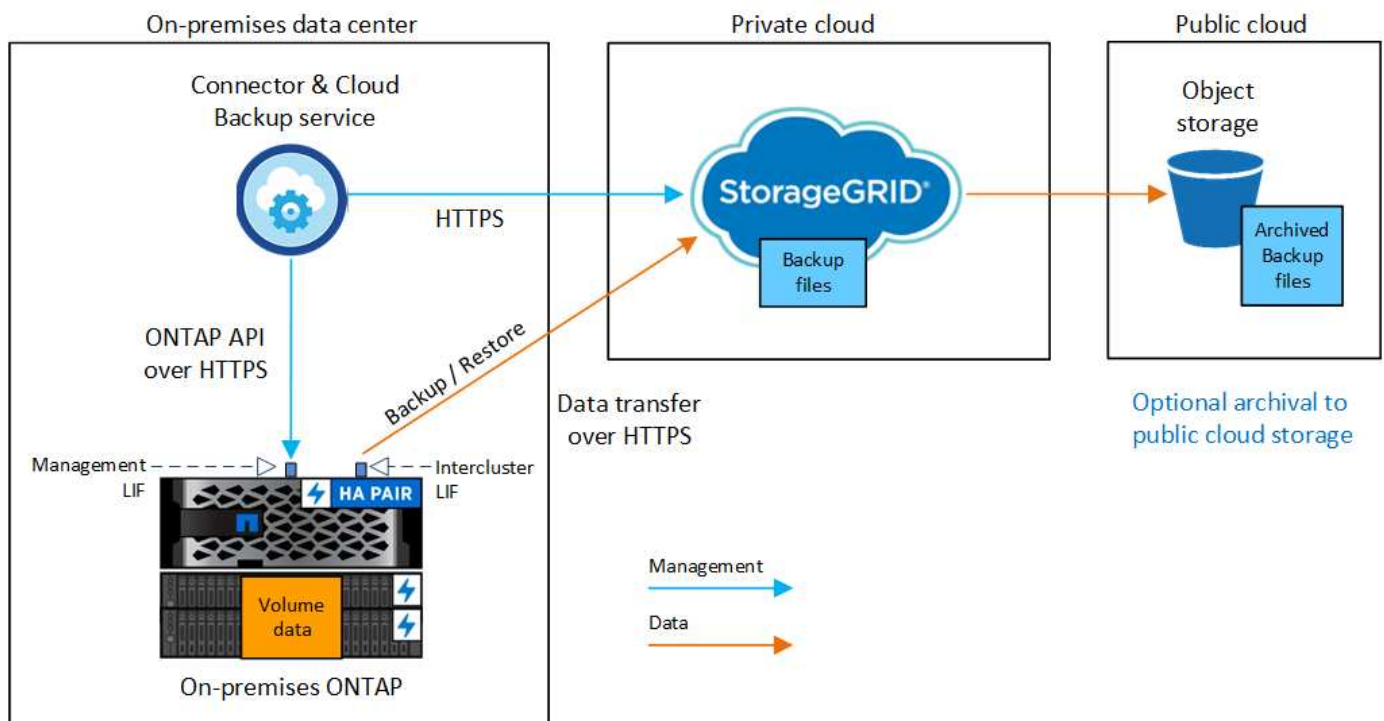 On-premises data center
Private cloud
Public cloud
Connector & Cloud
Backup service
HTTPS
StorageGRID®
Backup
files
Object
storage
Archived
Backup
files
ONTAP API
over HTTPS
Backup / Restore
Data transfer
over HTTPS
Optional archival to
public cloud storage
Management
LIF
Intercluster
LIF
HA PAIR
Volume
data
On-premises ONTAP
Management
Data